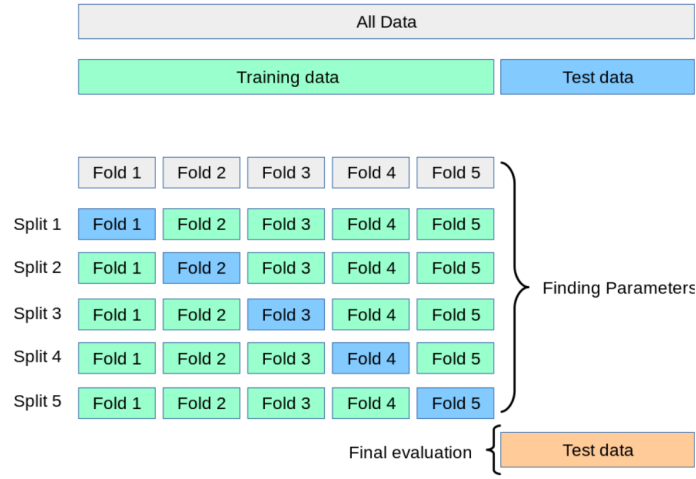 All Data
Training data Test data
Fold 1 Fold 2 Fold 3 Fold 4 Fold 5
Split 1 Fold 1 Fold 2 Fold 3 Fold 4 Fold 5
Split 2 Fold 1 Fold 2 Fold 3 Fold 4 Fold 5
Finding Parameters
Split 3 Fold 1 Fold 2 Fold 3 Fold 4 Fold 5
Split 4 Fold 1 Fold 2 Fold 3 Fold 4 Fold 5
Split 5 Fold 1 Fold 2 Fold 3 Fold 4 Fold 5
Final evaluation Test data